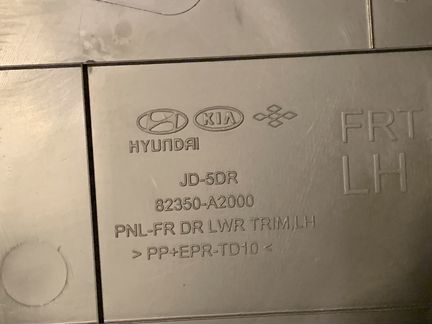 KIA
HYUNDAI
FRT
LH
JD-5DR
82350-A2000
PNL-FR DR LWR TRIM,LH
> PP+EPR-TD10 <